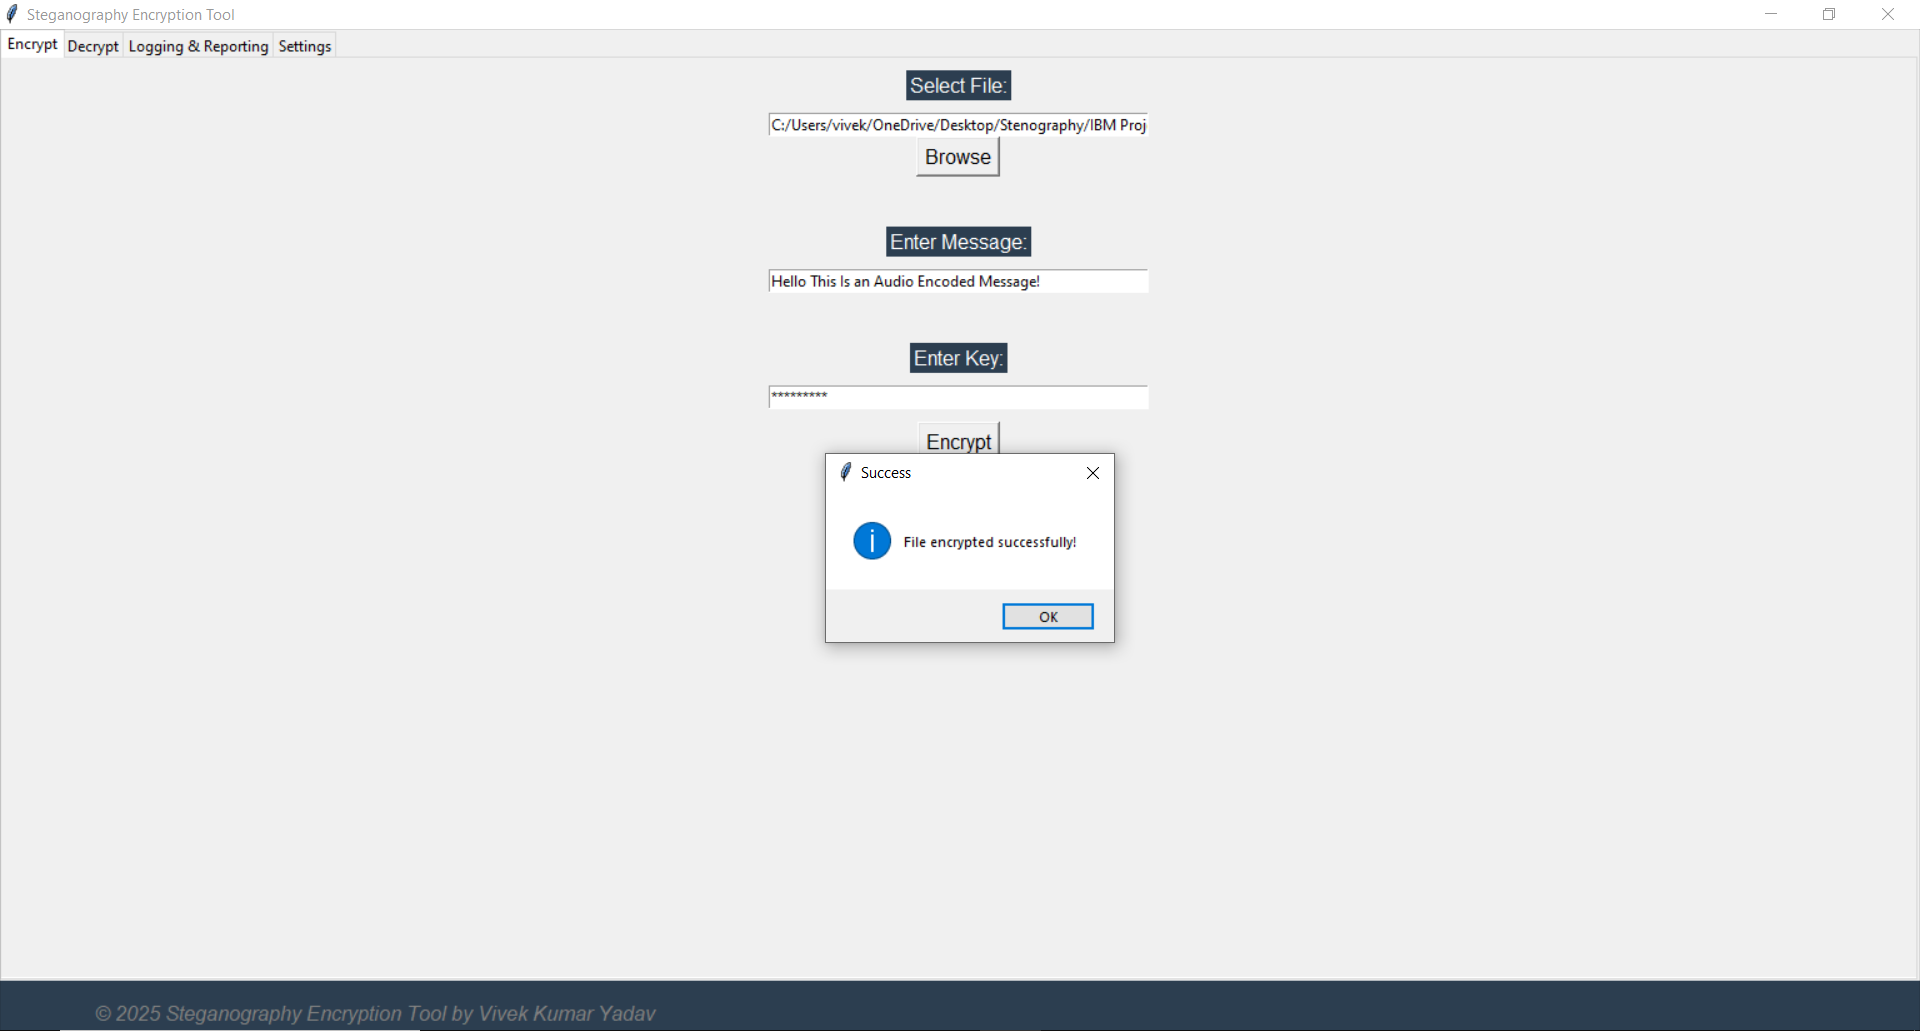 Steganography Encryption Tool
Encrypt Decrypt Logging & Reporting Settings
Select File:
C:/Users/vivek/OneDrive/Desktop/Stenography/IBM Proj
Browse
Enter Message:
Hello This Is an Audio Encoded Message!
Enter Key:
*********
Encrypt
Success
File encrypted successfully!
OK
© 2025 Steganography Encryption Tool by Vivek Kumar Yadav